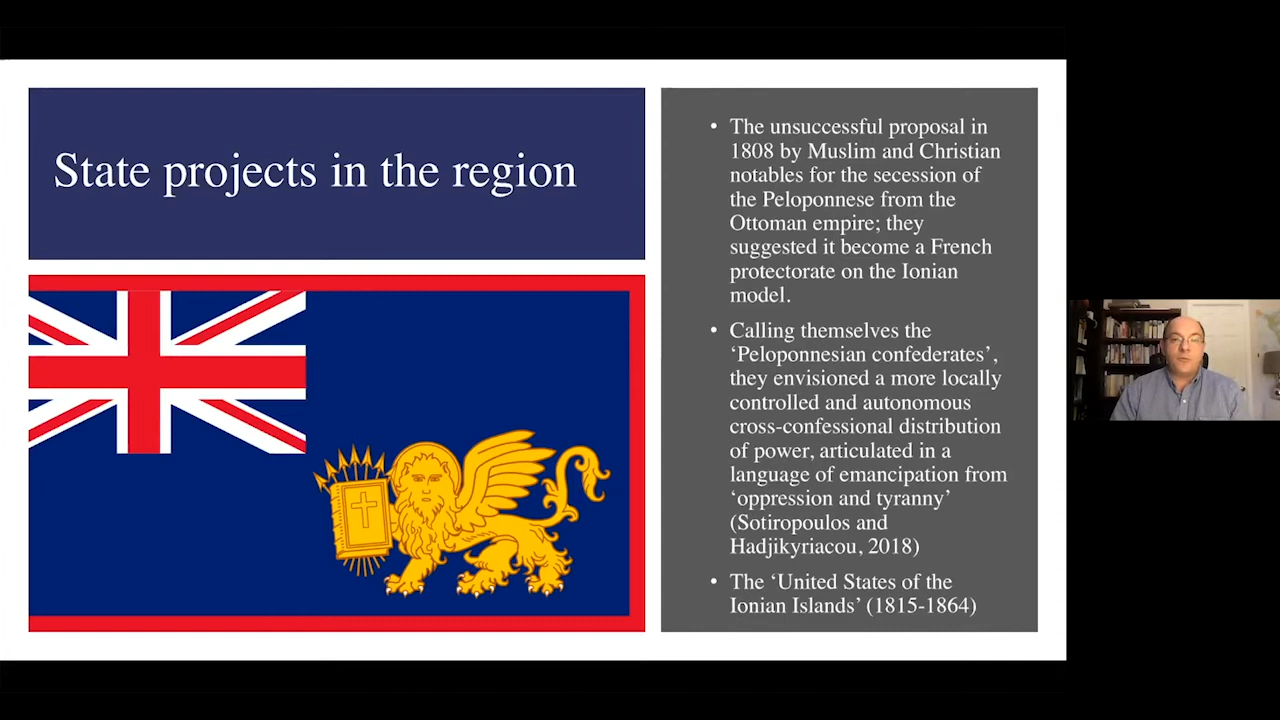 State projects in the region
• The unsuccessful proposal in
1808 by Muslim and Christian
notables for the secession of
the Peloponnese from the
Ottoman empire; they
suggested it become a French
protectorate on the Ionian
model.
• Calling themselves the
‘Peloponnesian confederates’,
they envisioned a more locally
controlled and autonomous
cross-confessional distribution
of power, articulated in a
language of emancipation from
‘oppression and tyranny’
(Sotiropoulos and
Hadjikyriacou, 2018)
• The ‘United States of the
Ionian Islands’ (1815-1864)